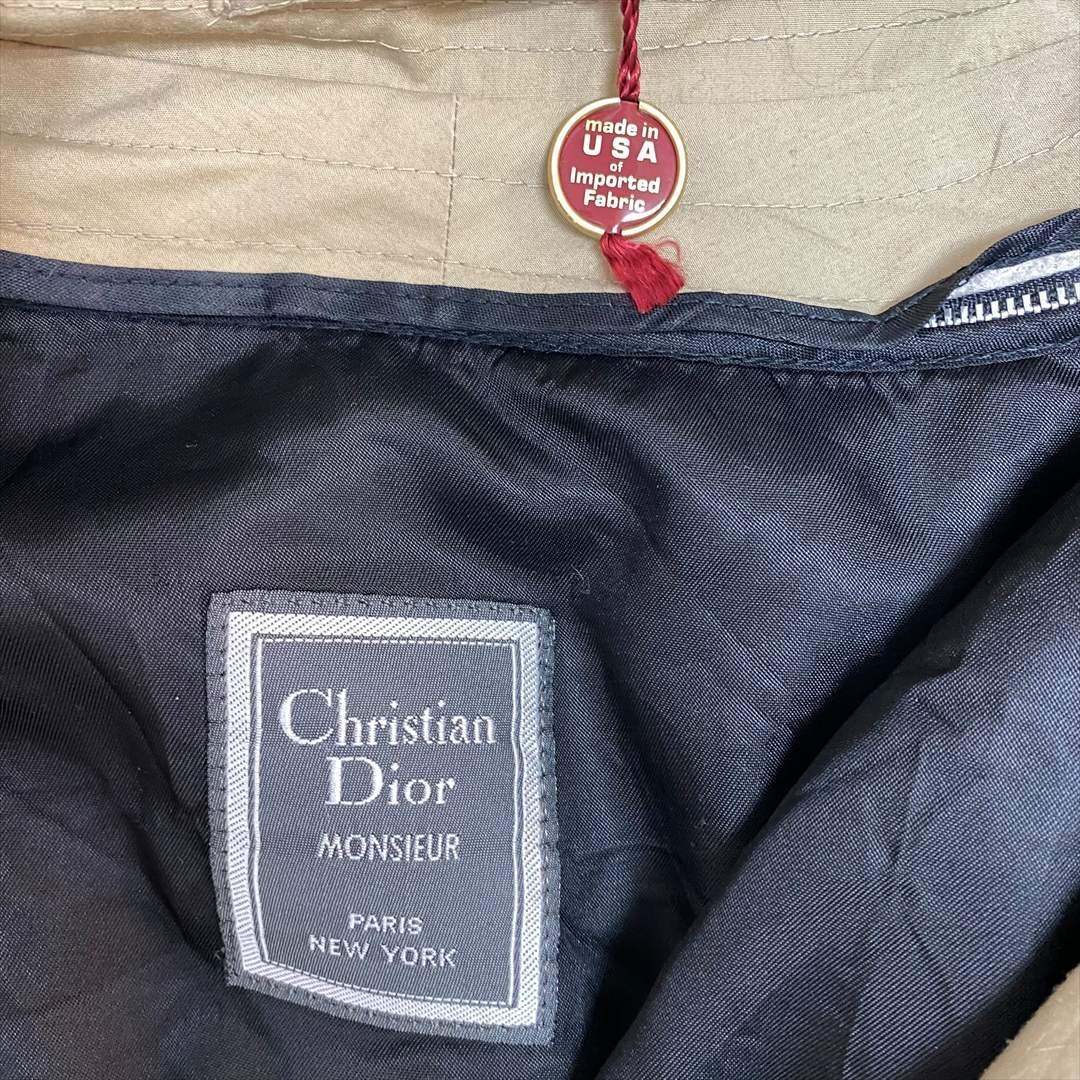 made in
USA
of
Imported
Fabric
Christian
Dior
MONSIEUR
PARIS
NEW YORK